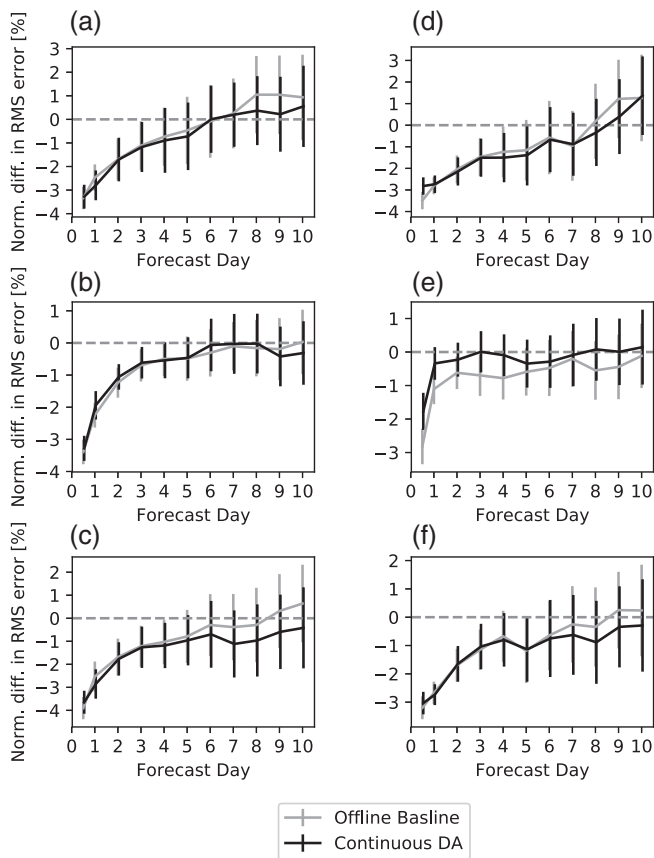 (a)
Norm. diff. in RMS error [%]
3
2
1
0
−1
−2
−3
−4
0 1 2 3 4 5 6 7 8 9 10
Forecast Day
(d)
3
2
1
0
−1
−2
−3
−4
0 1 2 3 4 5 6 7 8 9 10
Forecast Day
(b)
Norm. diff. in RMS error [%]
1
0
−1
−2
−3
−4
0 1 2 3 4 5 6 7 8 9 10
Forecast Day
(e)
1
0
−1
−2
−3
0 1 2 3 4 5 6 7 8 9 10
Forecast Day
(c)
Norm. diff. in RMS error [%]
2
1
0
−1
−2
−3
−4
0 1 2 3 4 5 6 7 8 9 10
Forecast Day
(f)
2
1
0
−1
−2
−3
0 1 2 3 4 5 6 7 8 9 10
Forecast Day
Offline Basline
Continuous DA